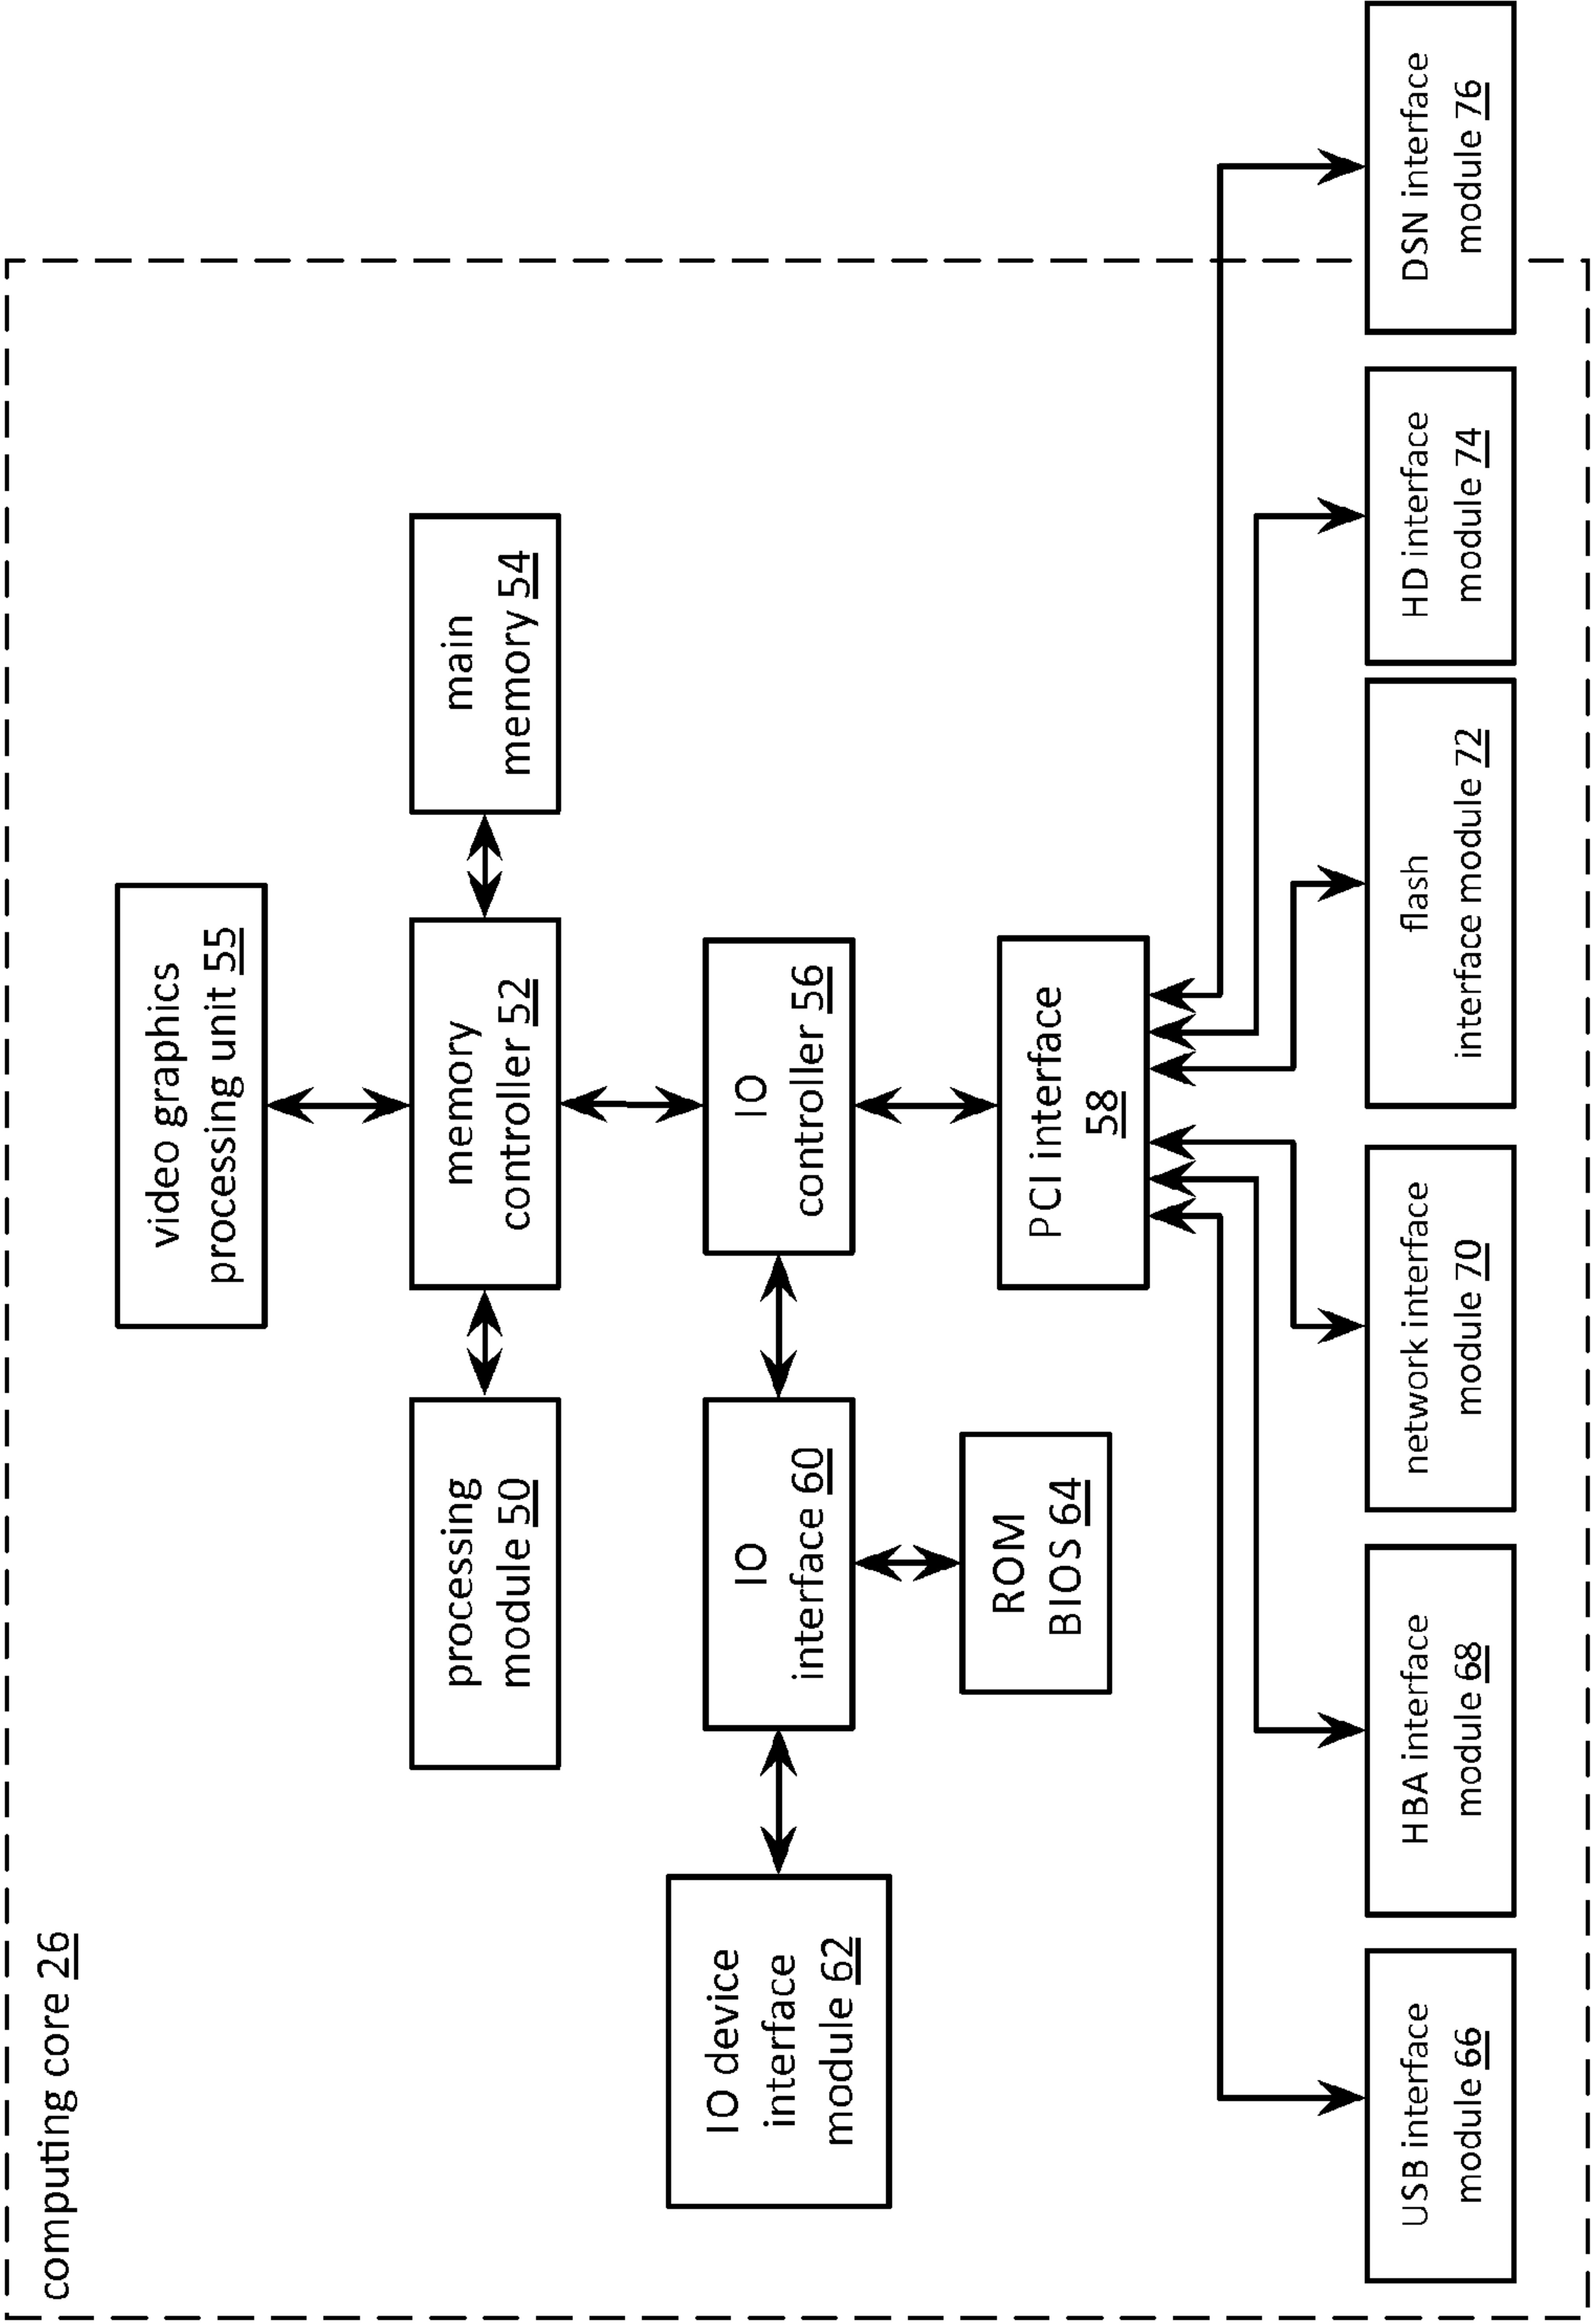 computing core 26
video graphics
processing unit 55
processing
module 50
memory
controller 52
main
memory 54
IO device
interface
module 62
IO
interface 60
IO
controller 56
ROM
BIOS 64
PCI interface
58
USB interface
module 66
HBA interface
module 68
network interface
module 70
flash
interface module 72
HD interface
module 74
DSN interface
module 76